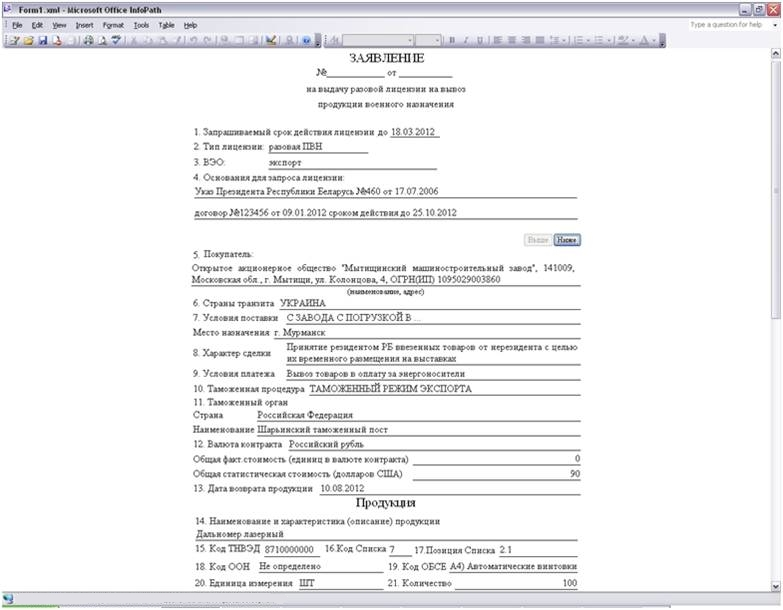 Form1.xml - Microsoft Office InfoPath
File Edit View Insert Format Tools Table Help
Type a question for help
ЗАЯВЛЕНИЕ
№____________ от ____________
на выдачу разовой лицензии на вывоз
продукции военного назначения
1. Запрашиваемый срок действия лицензии до 18.03.2012
2. Тип лицензии: разовая ПВН
3. ВЭО: экспорт
4. Основания для запроса лицензии:
Указ Президента Республики Беларусь №460 от 17.07.2006
договор №123456 от 09.01.2012 сроком действия до 25.10.2012
Выше Ниже
5. Покупатель:
Открытое акционерное общество "Мытищинский машиностроительный завод", 141009,
Московская обл., г. Мытищи, ул. Колонцова, 4, ОГРН(ИП) 1095029003860
(наименование, адрес)
6. Страны транзита УКРАИНА
7. Условия поставки С ЗАВОДА С ПОГРУЗКОЙ В ...
Место назначения г. Мурманск
8. Характер сделки Принятие резидентом РБ ввезенных товаров от нерезидента с целью
их временного размещения на выставках
9. Условия платежа Вывоз товаров в оплату за энергоносители
10. Таможенная процедура ТАМОЖЕННЫЙ РЕЖИМ ЭКСПОРТА
11. Таможенный орган
Страна Российская Федерация
Наименование Шарьинский таможенный пост
12. Валюта контракта Российский рубль
Общая факт.стоимость (единиц в валюте контракта) 0
Общая статистическая стоимость (долларов США) 90
13. Дата возврата продукции 10.08.2012
Продукция
14. Наименование и характеристика (описание) продукции
Дальномер лазерный
15. Код ТНВЭД 8710000000 16.Код Списка 7 17.Позиция Списка 2.1
18. Код ООН Не определено 19. Код ОБСЕ А4) Автоматические винтовки
20. Единица измерения ШТ 21. Количество 100